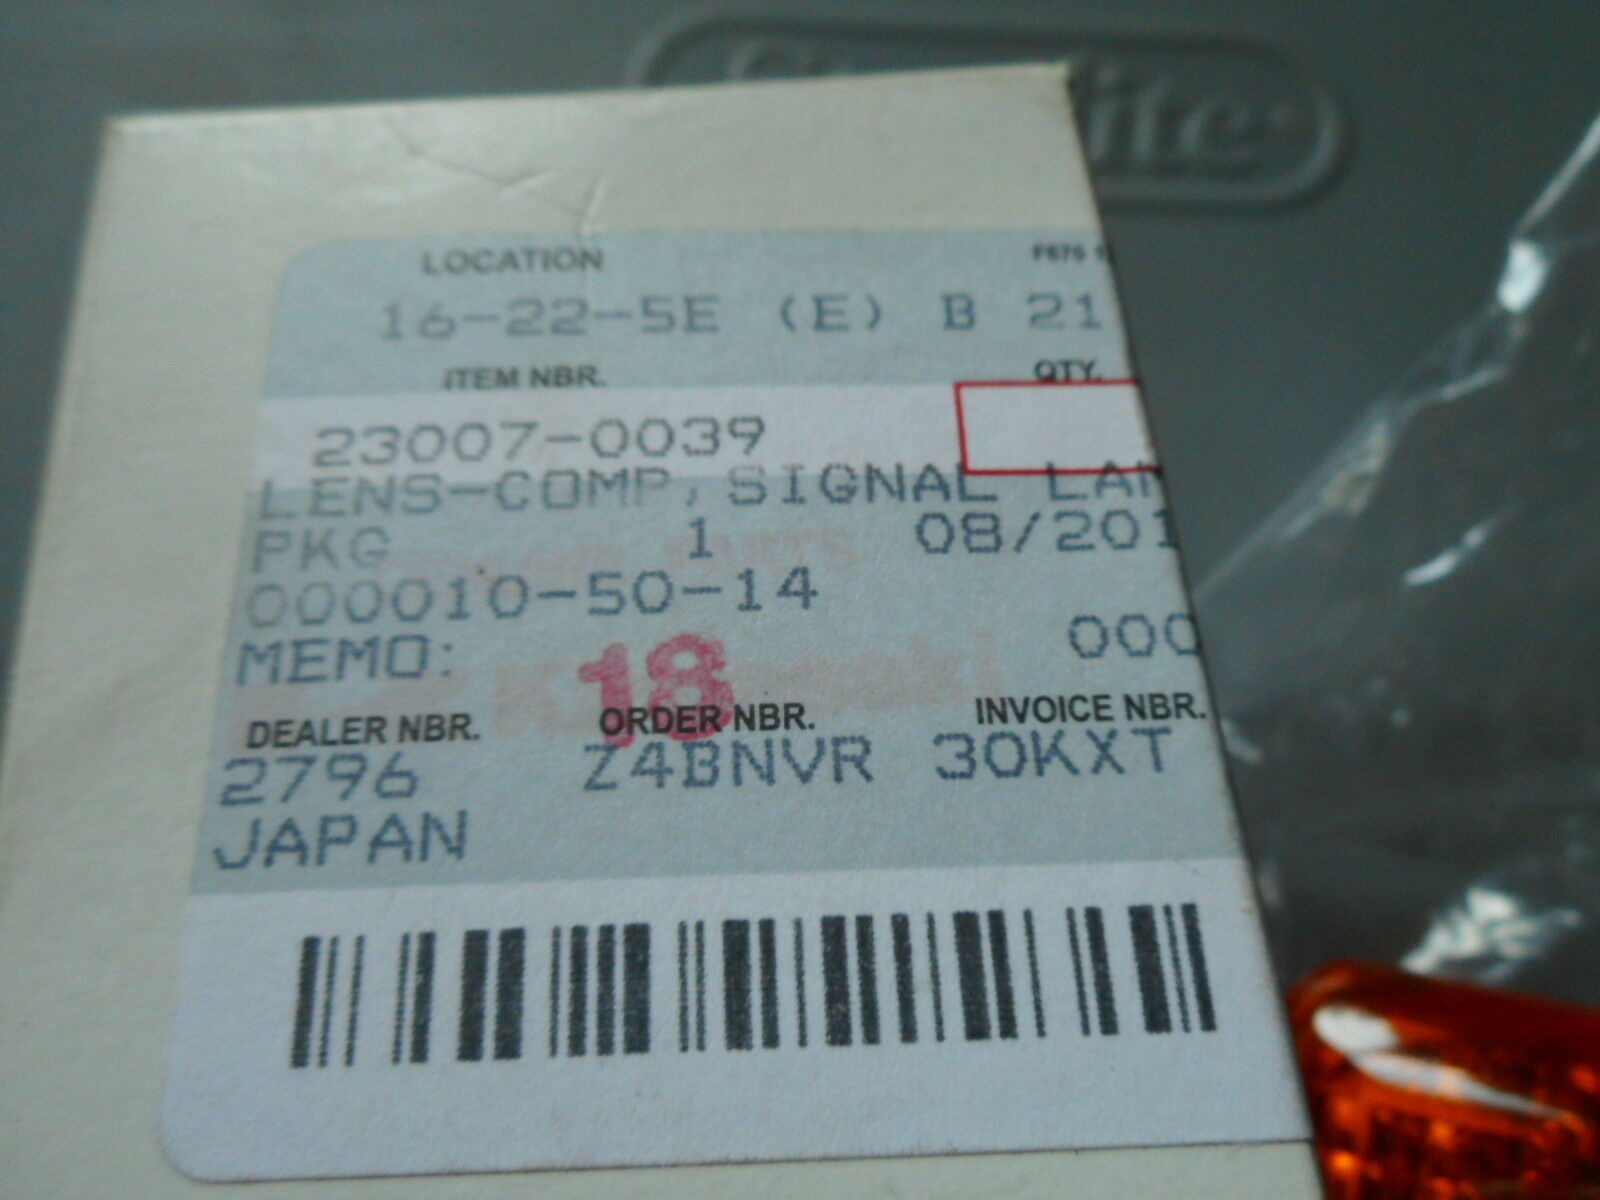 LOCATION
16-22-5E (E) B 21
ITEM NBR. QTY.
23007-0039
LENS-COMP, SIGNAL LAM
PKG 1 08/201
000010-50-14
MEMO: 18 000
DEALER NBR. ORDER NBR. INVOICE NBR.
2796 Z4BNVR 30KXT
JAPAN